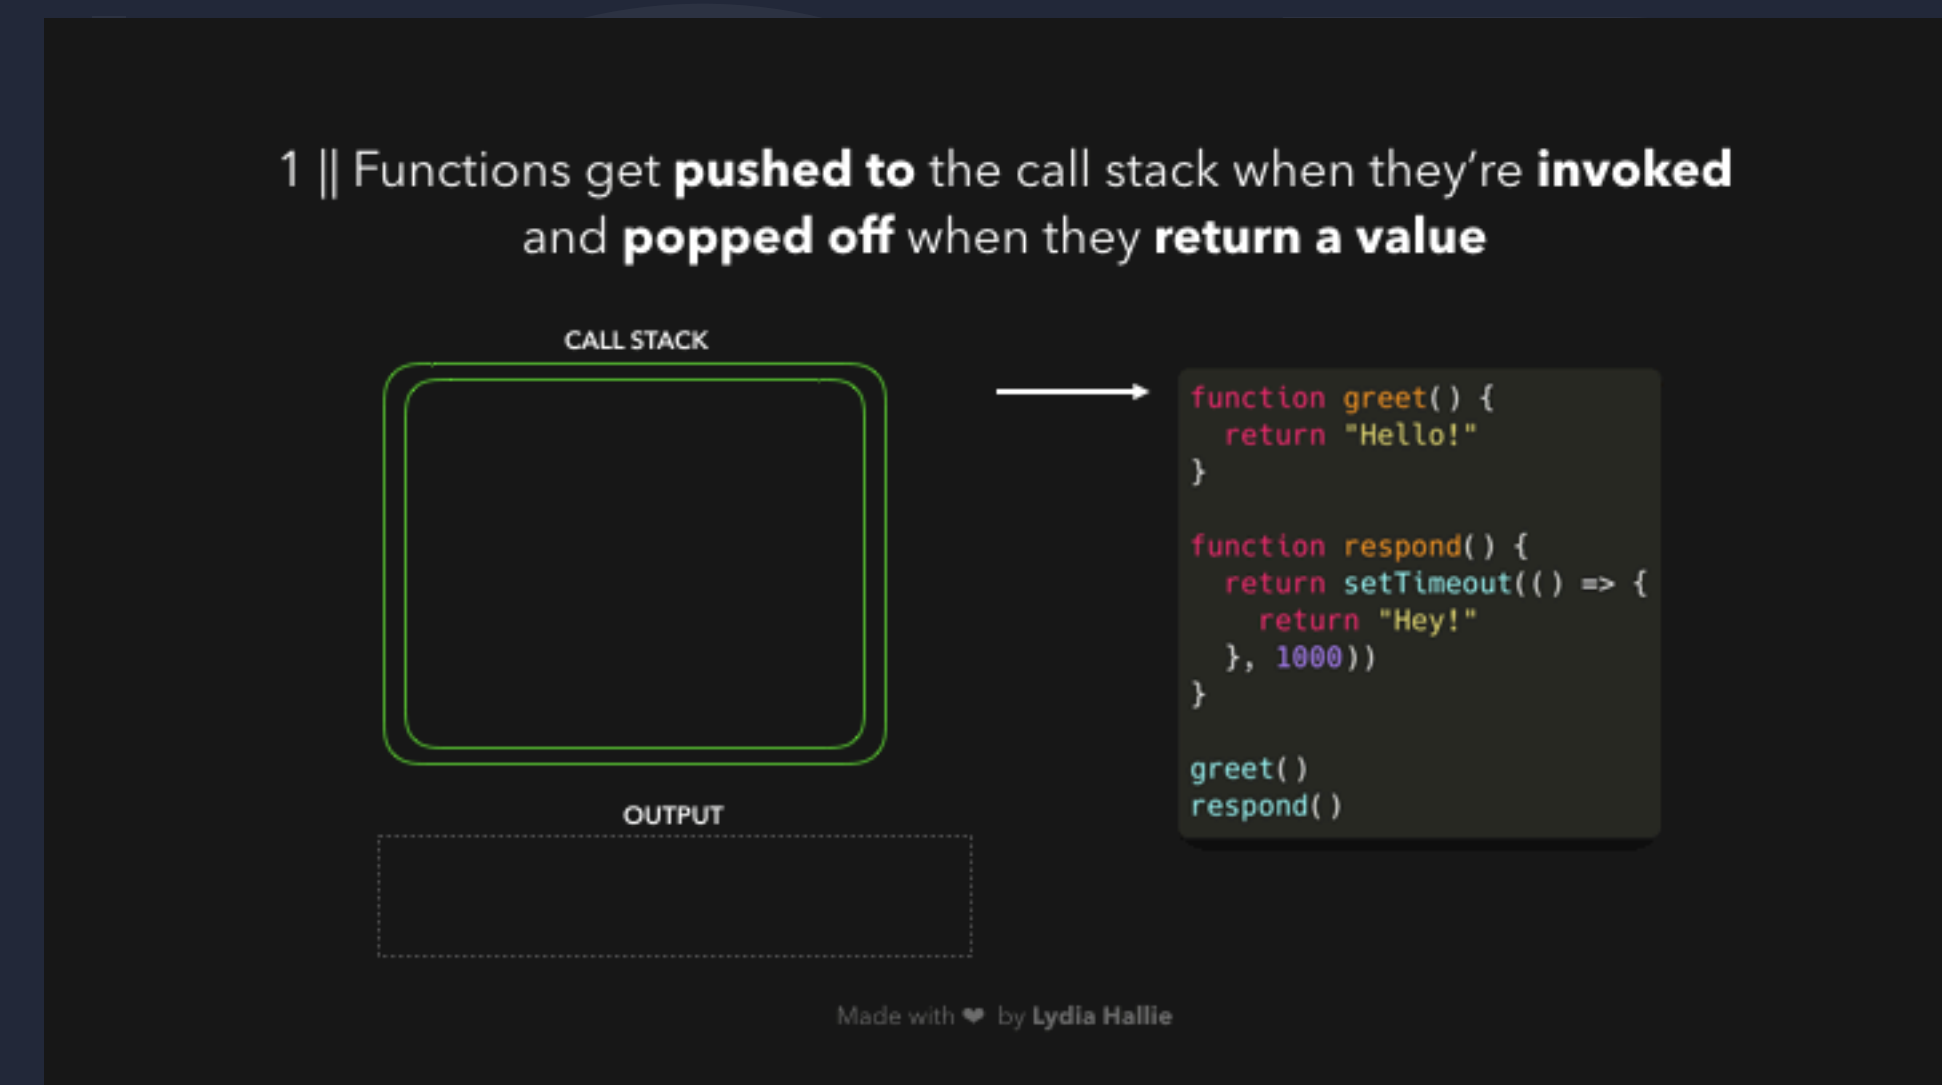 1 || Functions get pushed to the call stack when they’re invoked
and popped off when they return a value
CALL STACK
function greet() {
  return "Hello!"
}
function respond() {
  return setTimeout(() => {
    return "Hey!"
  }, 1000))
}
greet()
respond()
OUTPUT
Made with ❤ by Lydia Hallie